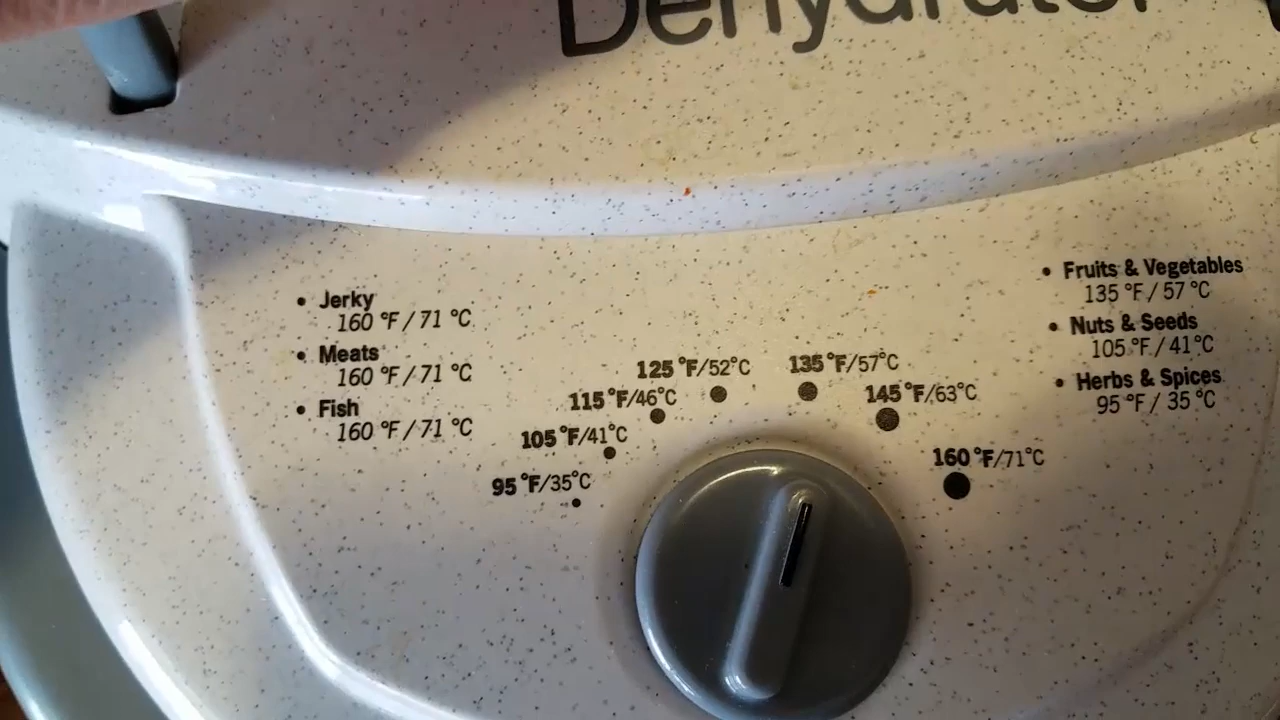 Dehydrator
• Jerky
160 °F / 71 °C
• Meats
160 °F / 71 °C
• Fish
160 °F / 71 °C
95 °F/35°C
105 °F/41°C
115 °F/46°C
125 °F/52°C
135 °F/57°C
145 °F/63°C
160 °F/71°C
• Fruits & Vegetables
135 °F / 57 °C
• Nuts & Seeds
105 °F / 41°C
• Herbs & Spices
95 °F / 35 °C